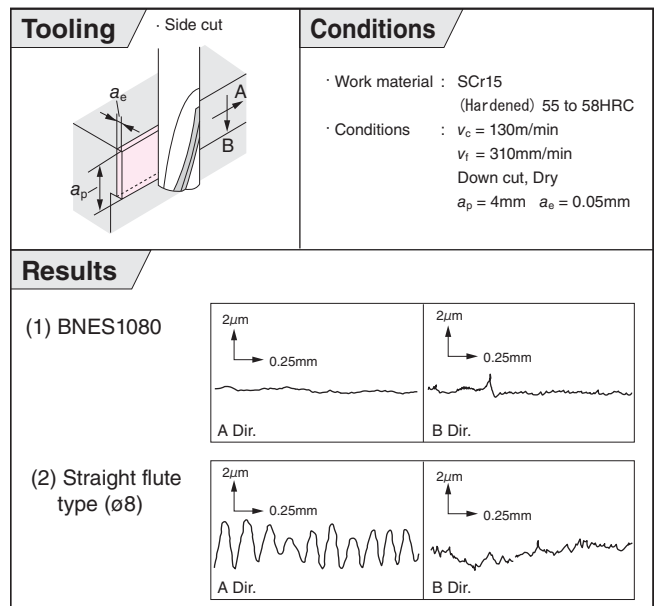 Tooling
· Side cut
ae
A
B
ap
Conditions
· Work material : SCr15
(Hardened) 55 to 58HRC
· Conditions : vc = 130m/min
vf = 310mm/min
Down cut, Dry
ap = 4mm ae = 0.05mm
Results
(1) BNES1080
2μm
0.25mm
A Dir.
2μm
0.25mm
B Dir.
(2) Straight flute
type (ø8)
2μm
0.25mm
A Dir.
2μm
0.25mm
B Dir.